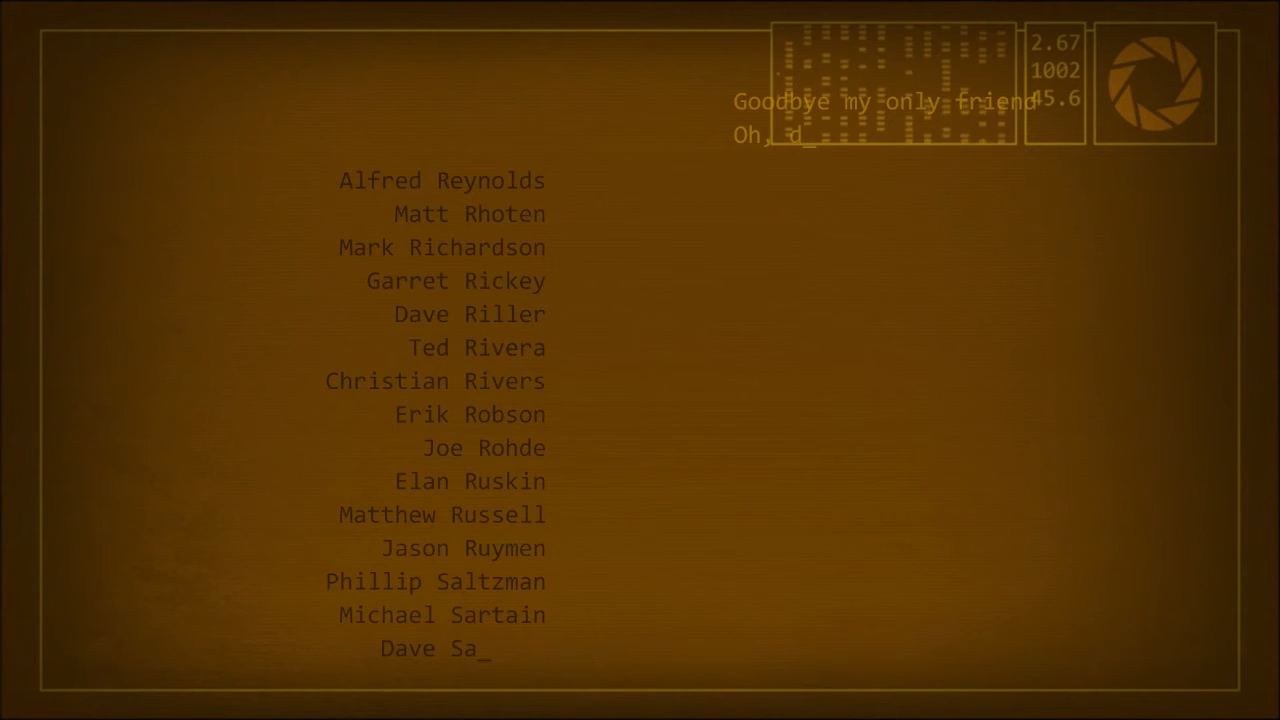 2.67
1002
45.6
Goodbye my only friend
Oh, d_
Alfred Reynolds
Matt Rhoten
Mark Richardson
Garret Rickey
Dave Riller
Ted Rivera
Christian Rivers
Erik Robson
Joe Rohde
Elan Ruskin
Matthew Russell
Jason Ruymen
Phillip Saltzman
Michael Sartain
Dave Sa_